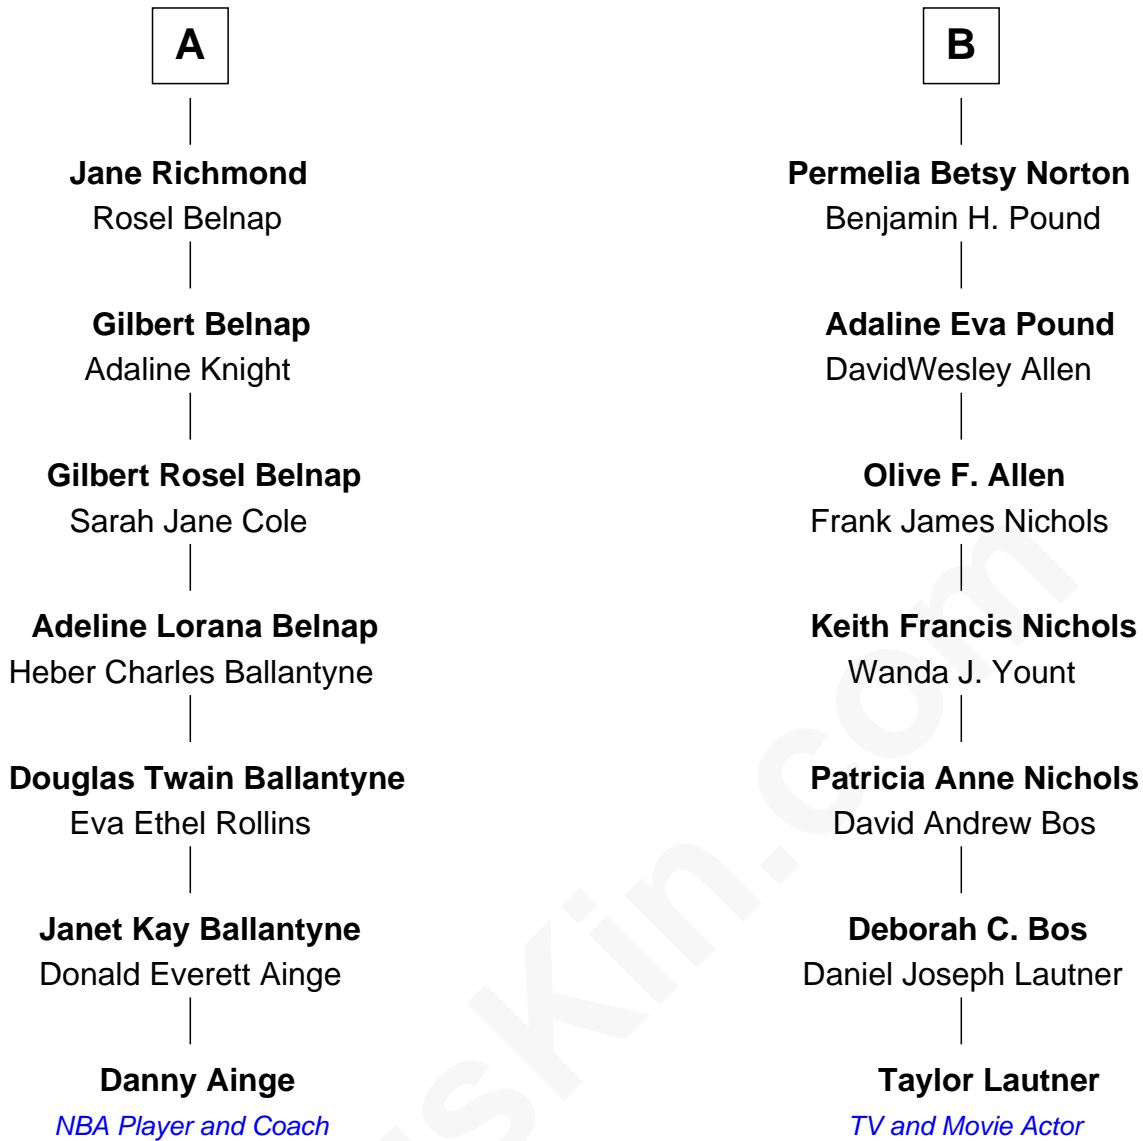 A
Jane Richmond
Rosel Belnap
Gilbert Belnap
Adaline Knight
Gilbert Rosel Belnap
Sarah Jane Cole
Adeline Lorana Belnap
Heber Charles Ballantyne
Douglas Twain Ballantyne
Eva Ethel Rollins
Janet Kay Ballantyne
Donald Everett Ainge
Danny Ainge
NBA Player and Coach
B
Permelia Betsy Norton
Benjamin H. Pound
Adaline Eva Pound
DavidWesley Allen
Olive F. Allen
Frank James Nichols
Keith Francis Nichols
Wanda J. Yount
Patricia Anne Nichols
David Andrew Bos
Deborah C. Bos
Daniel Joseph Lautner
Taylor Lautner
TV and Movie Actor